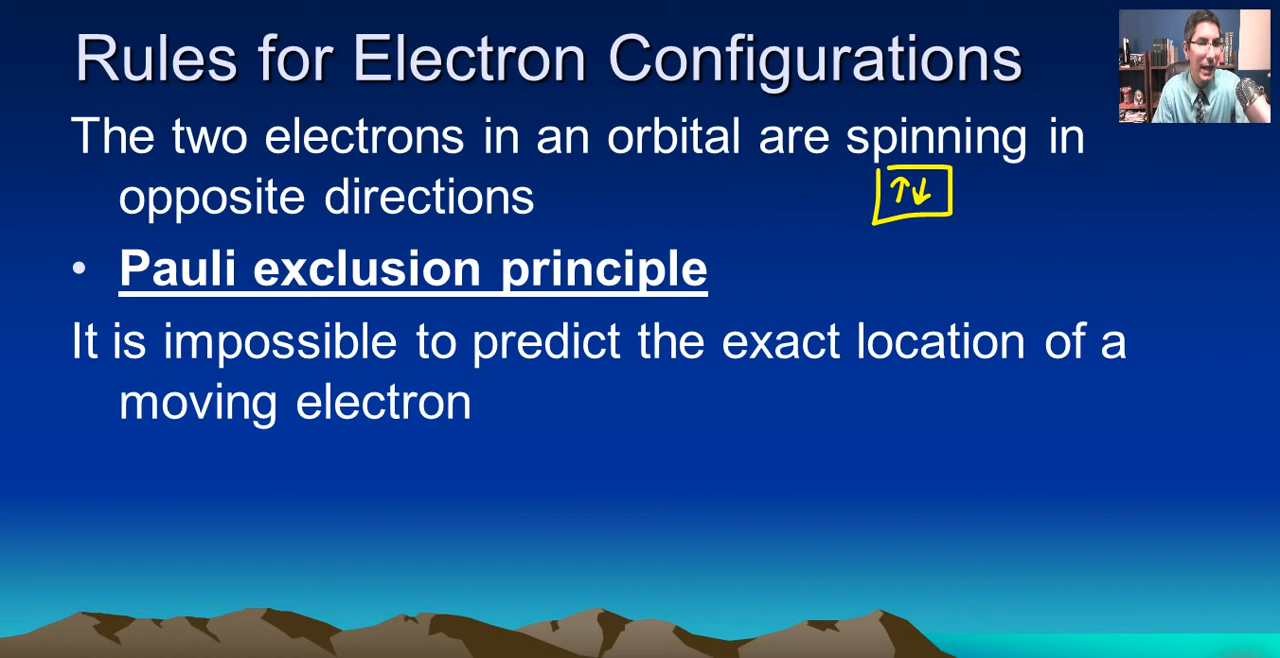 Rules for Electron Configurations
The two electrons in an orbital are spinning in
opposite directions
↑↓
• Pauli exclusion principle
It is impossible to predict the exact location of a
moving electron